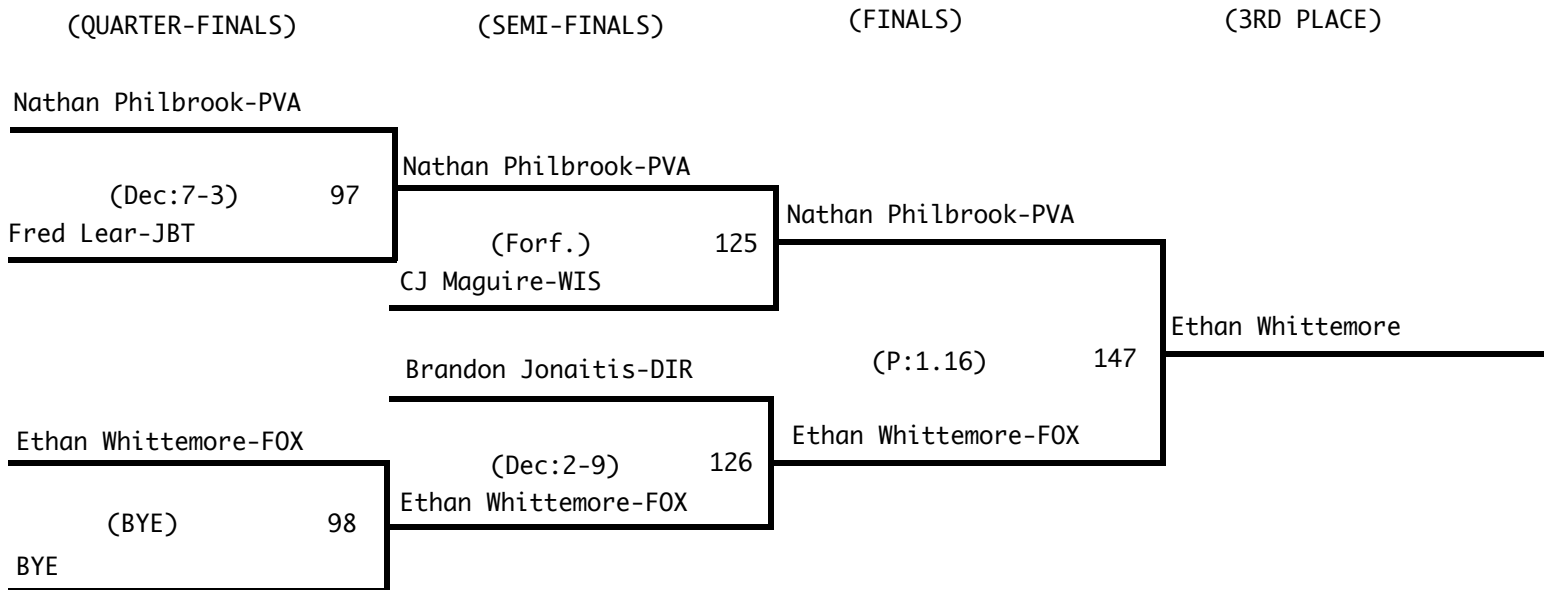 (QUARTER-FINALS) (SEMI-FINALS) (FINALS) (3RD PLACE)
Nathan Philbrook-PVA
(Dec:7-3) 97
Fred Lear-JBT
Ethan Whittemore-FOX
(BYE) 98
BYE
Nathan Philbrook-PVA
(Forf.) 125
CJ Maguire-WIS
Brandon Jonaitis-DIR
(Dec:2-9) 126
Ethan Whittemore-FOX
Nathan Philbrook-PVA
(P:1.16) 147
Ethan Whittemore-FOX
Ethan Whittemore